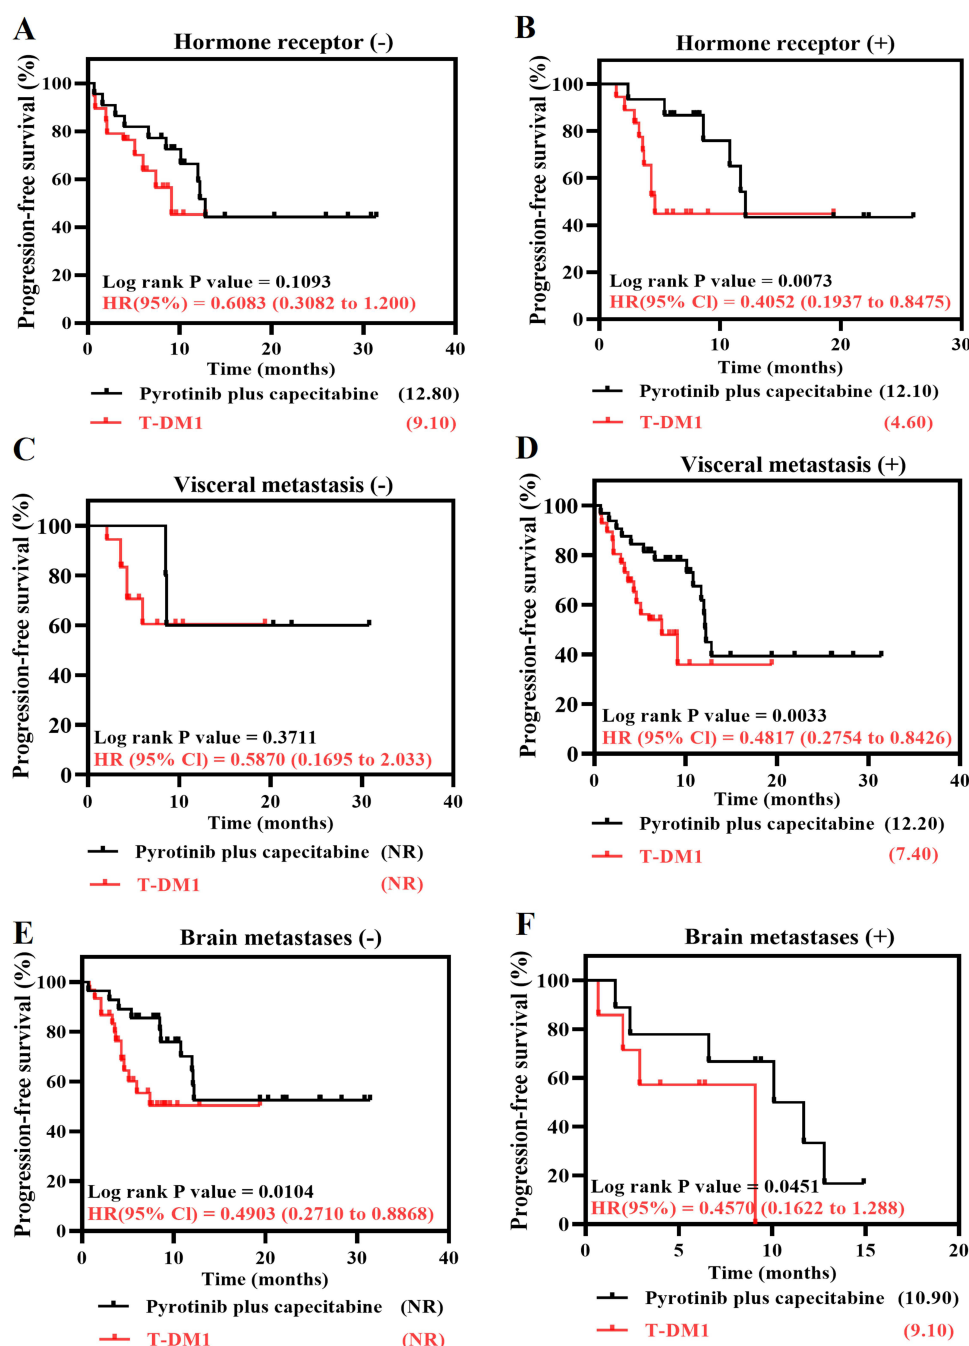 A
Hormone receptor (-)
Progression-free survival (%)
100
80
60
40
20
0
Log rank P value = 0.1093
HR(95%) = 0.6083 (0.3082 to 1.200)
0 10 20 30 40
Time (months)
Pyrotinib plus capecitabine (12.80)
T-DM1 (9.10)
B
Hormone receptor (+)
Progression-free survival (%)
100
80
60
40
20
0
Log rank P value = 0.0073
HR(95% Cl) = 0.4052 (0.1937 to 0.8475)
0 10 20 30
Time (months)
Pyrotinib plus capecitabine (12.10)
T-DM1 (4.60)
C
Visceral metastasis (-)
Progression-free survival (%)
100
80
60
40
20
0
Log rank P value = 0.3711
HR (95% Cl) = 0.5870 (0.1695 to 2.033)
0 10 20 30 40
Time (months)
Pyrotinib plus capecitabine (NR)
T-DM1 (NR)
D
Visceral metastasis (+)
Progression-free survival (%)
100
80
60
40
20
0
Log rank P value = 0.0033
HR (95% Cl) = 0.4817 (0.2754 to 0.8426)
0 10 20 30 40
Time (months)
Pyrotinib plus capecitabine (12.20)
T-DM1 (7.40)
E
Brain metastases (-)
Progression-free survival (%)
100
80
60
40
20
0
Log rank P value = 0.0104
HR(95% Cl) = 0.4903 (0.2710 to 0.8868)
0 10 20 30 40
Time (months)
Pyrotinib plus capecitabine (NR)
T-DM1 (NR)
F
Brain metastases (+)
Progression-free survival (%)
100
80
60
40
20
0
Log rank P value = 0.0451
HR(95%) = 0.4570 (0.1622 to 1.288)
0 5 10 15 20
Time (months)
Pyrotinib plus capecitabine (10.90)
T-DM1 (9.10)